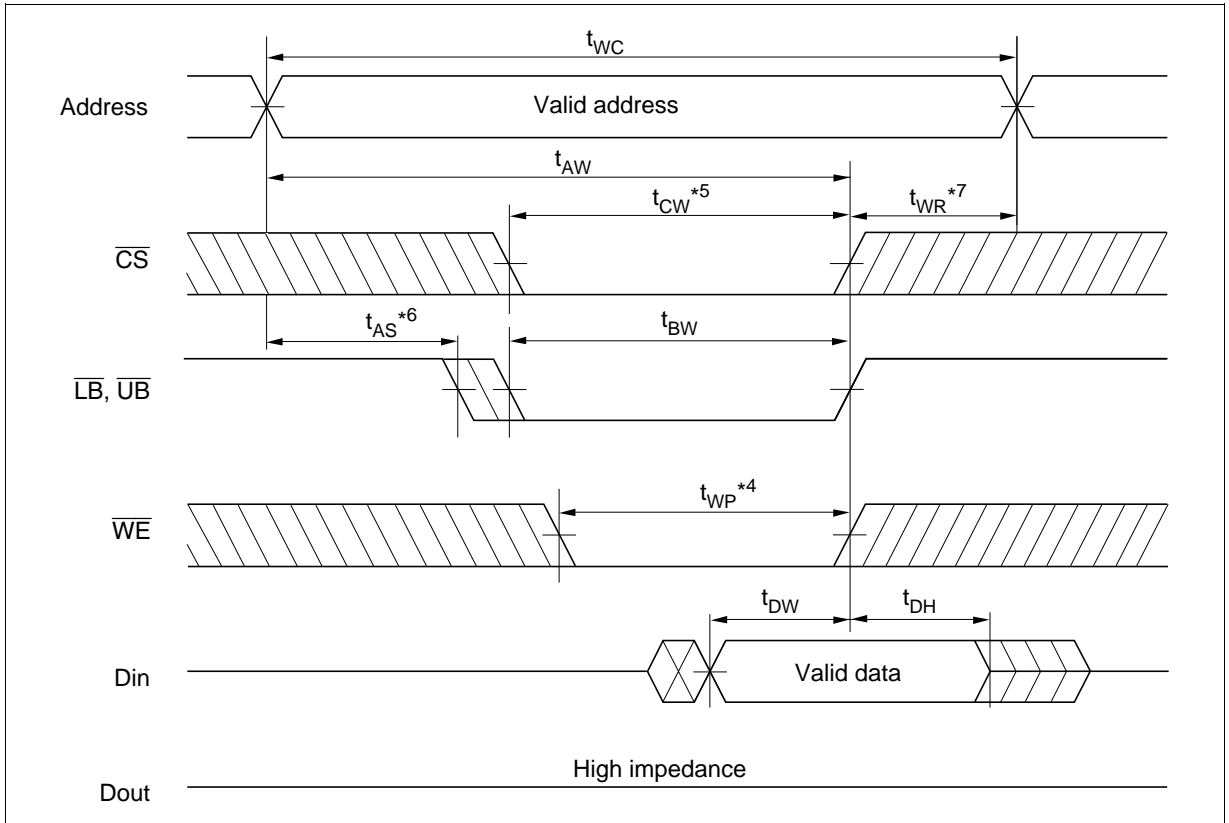 tWC
Address
Valid address
tAW
tCW*5
tWR*7
CS
tAS*6
tBW
LB, UB
tWP*4
WE
tDW
tDH
Din
Valid data
High impedance
Dout